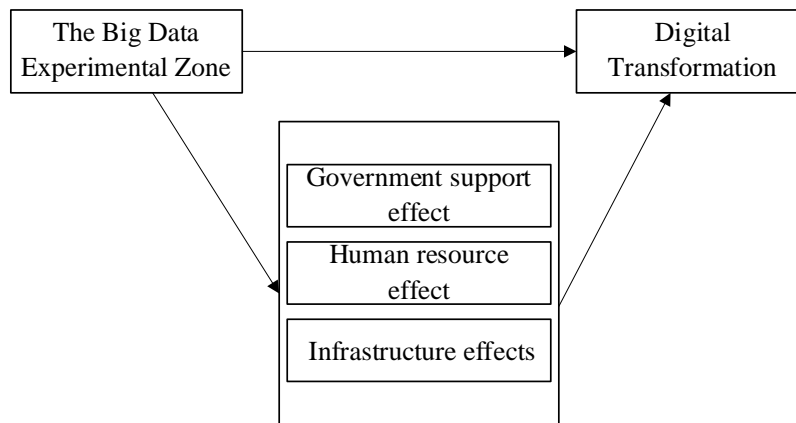 The Big Data
Experimental Zone
Digital
Transformation
Government support
effect
Human resource
effect
Infrastructure effects